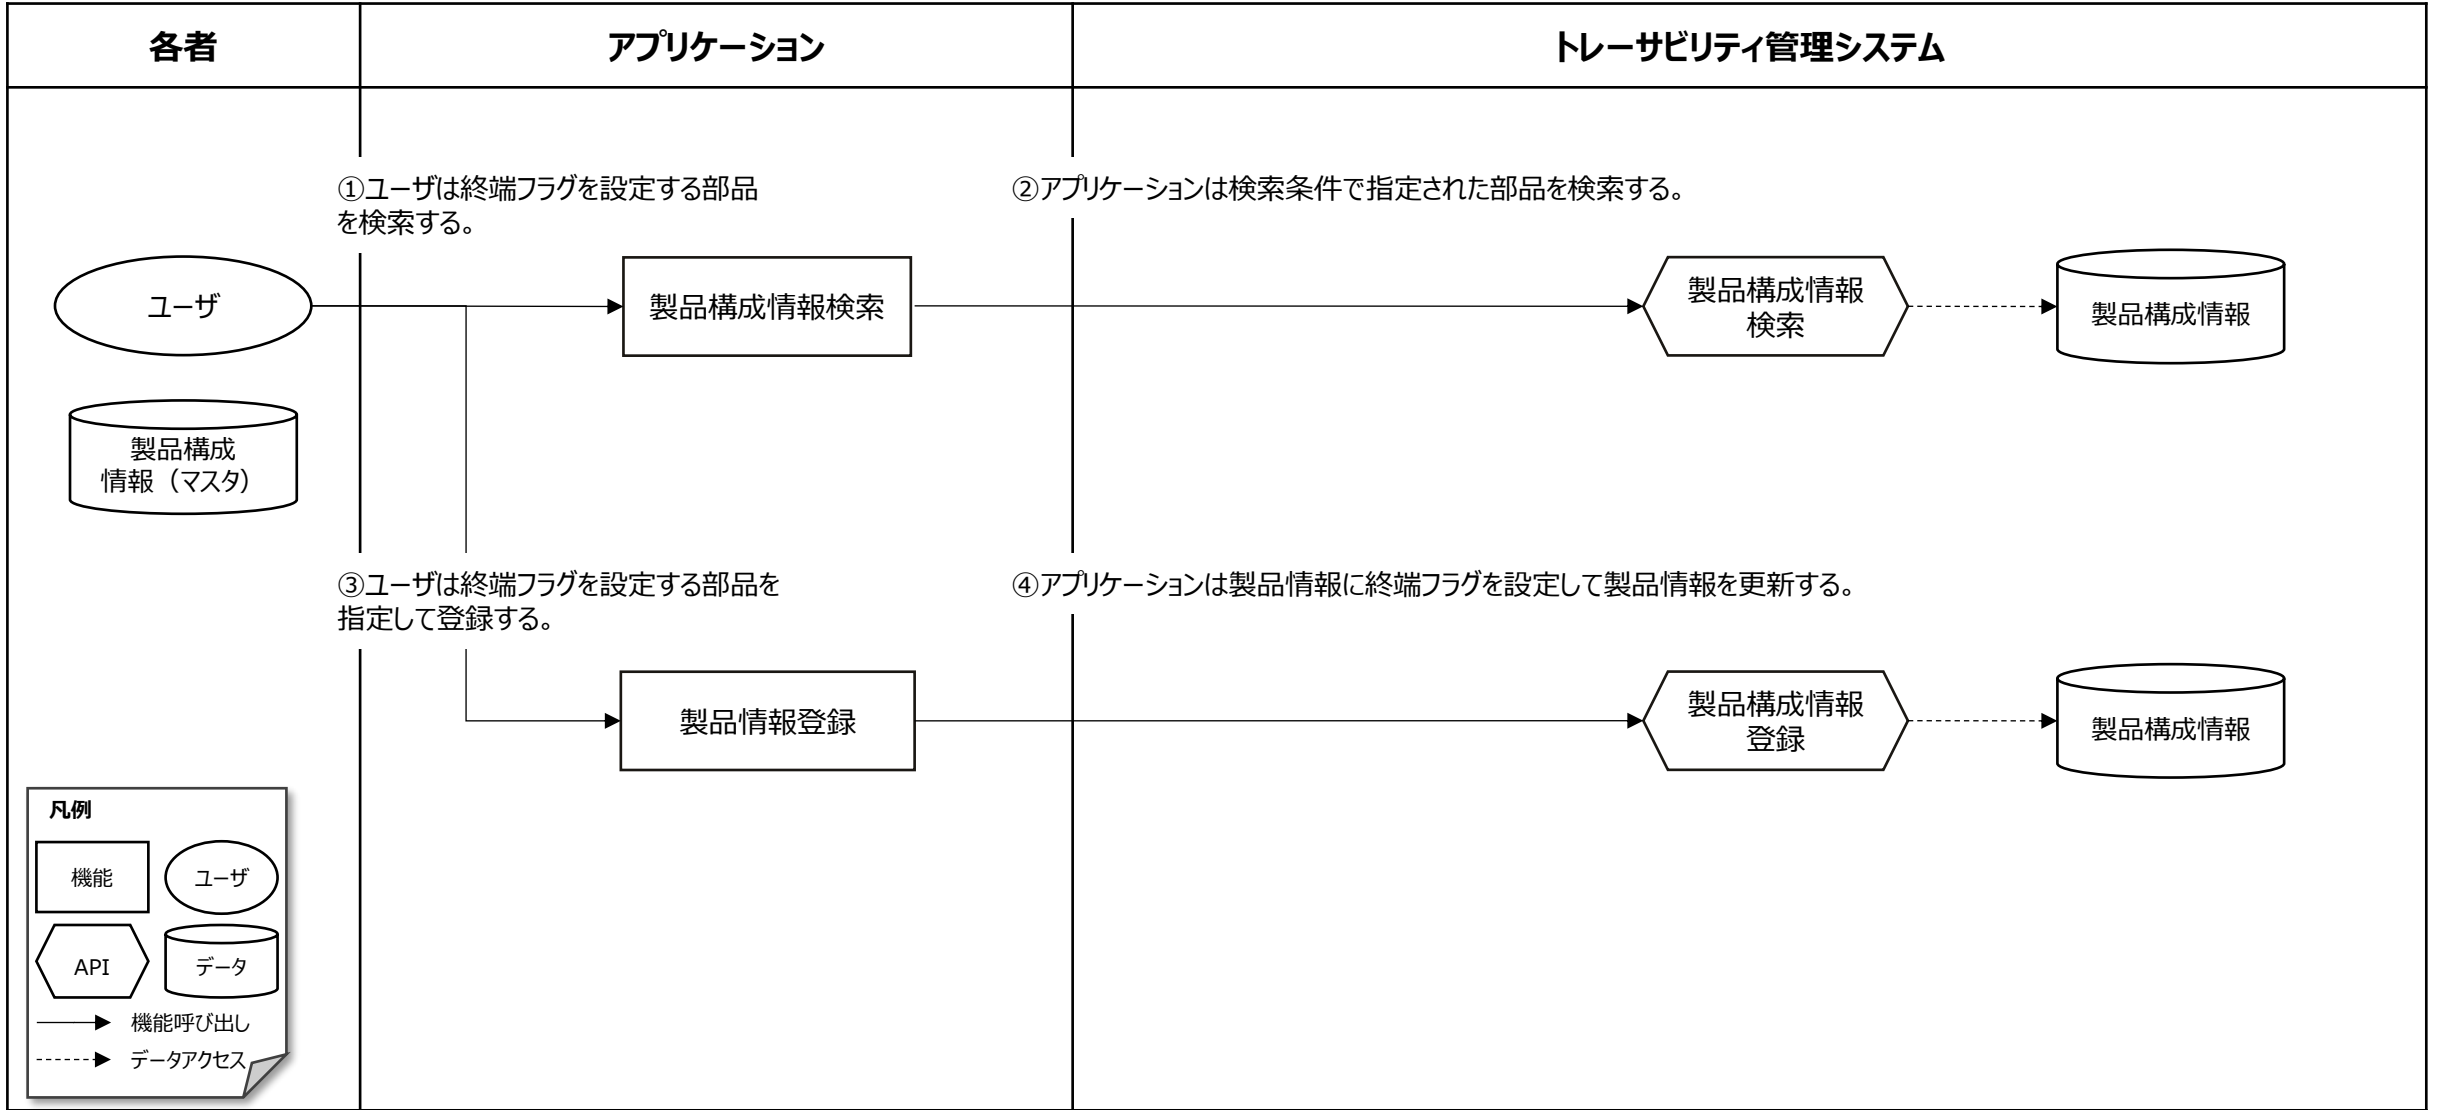 各者
アプリケーション
トレーサビリティ管理システム
①ユーザは終端フラグを設定する部品
を検索する。
②アプリケーションは検索条件で指定された部品を検索する。
ユーザ
製品構成情報検索
製品構成情報
検索
製品構成情報
製品構成
情報（マスタ）
③ユーザは終端フラグを設定する部品を
指定して登録する。
④アプリケーションは製品情報に終端フラグを設定して製品情報を更新する。
製品情報登録
製品構成情報
登録
製品構成情報
凡例
機能
ユーザ
API
データ
機能呼び出し
データアクセス